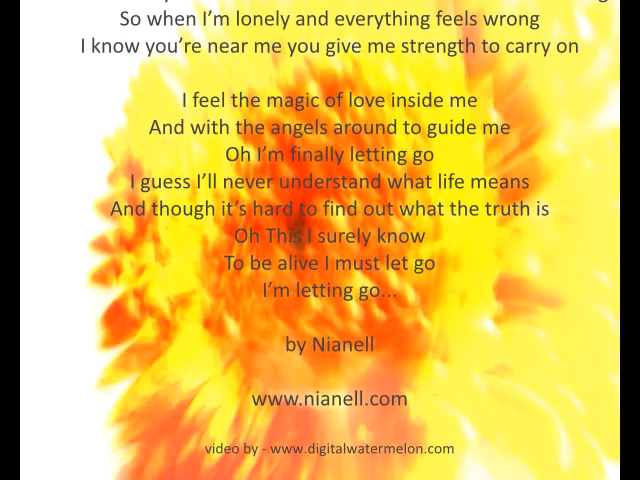 So when I'm lonely and everything feels wrong
I know you're near me you give me strength to carry on
I feel the magic of love inside me
And with the angels around to guide me
Oh I'm finally letting go
I guess I'll never understand what life means
And though it's hard to find out what the truth is
Oh This I surely know
To be alive I must let go
I'm letting go...
by Nianell
www.nianell.com
video by - www.digitalwatermelon.com